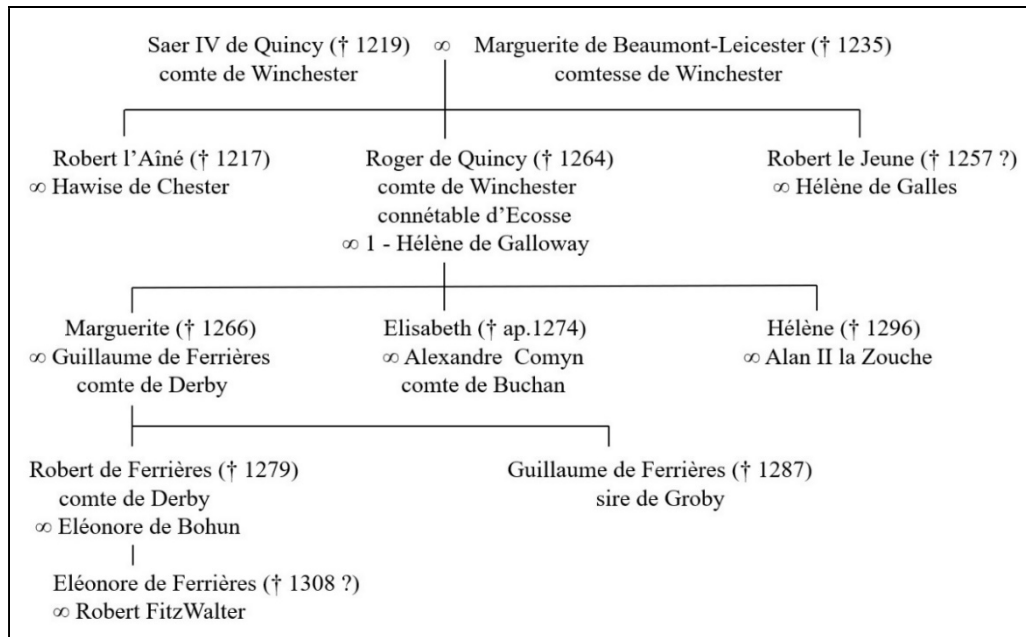 Saer IV de Quincy († 1219) ∞ Marguerite de Beaumont-Leicester († 1235)
comte de Winchester comtesse de Winchester
Robert l'Aîné († 1217) Roger de Quincy († 1264) Robert le Jeune († 1257 ?)
∞ Hawise de Chester comte de Winchester ∞ Hélène de Galles
connétable d'Ecosse
∞ 1 - Hélène de Galloway
Marguerite († 1266) Elisabeth († ap.1274) Hélène († 1296)
∞ Guillaume de Ferrières ∞ Alexandre Comyn ∞ Alan II la Zouche
comte de Derby comte de Buchan
Robert de Ferrières († 1279) Guillaume de Ferrières († 1287)
comte de Derby sire de Groby
∞ Eléonore de Bohun
Eléonore de Ferrières († 1308 ?)
∞ Robert FitzWalter